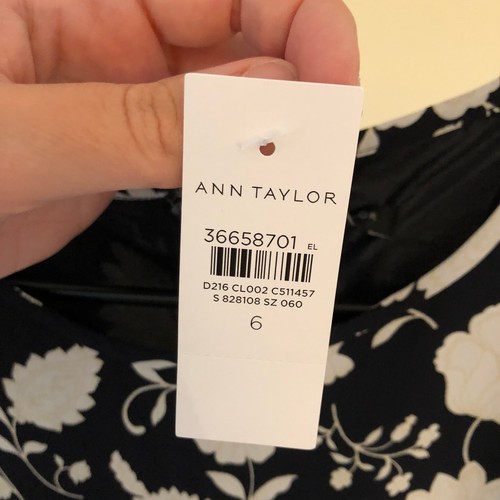 ANN TAYLOR
36658701 EL
D216 CL002 C511457
S 828108 SZ 060
6